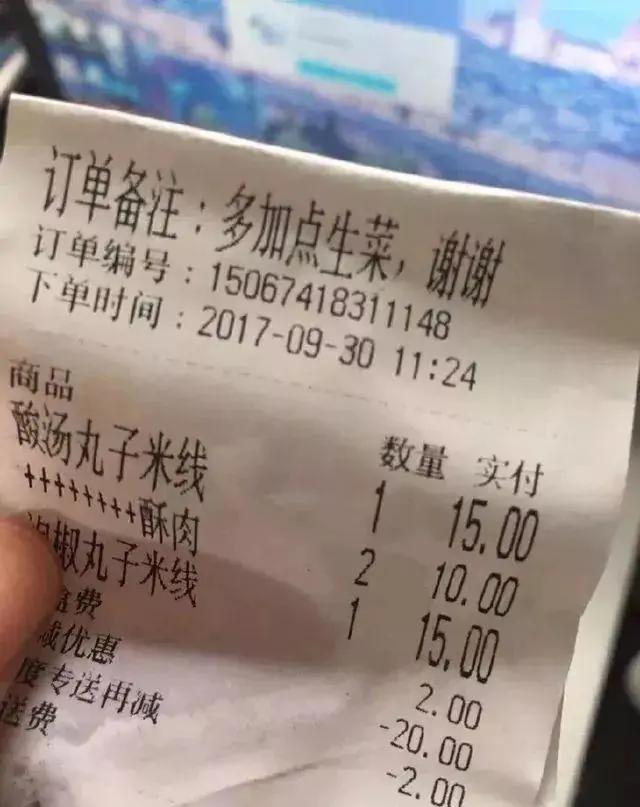 订单备注：多加点生菜，谢谢
订单编号：15067418311148
下单时间：2017-09-30 11:24
商品 数量 实付
酸汤丸子米线 1 15.00
++++++++酥肉 2 10.00
椒丸子米线 1 15.00
盒费 2.00
减优惠 -20.00
度专送再减 -2.00
送费